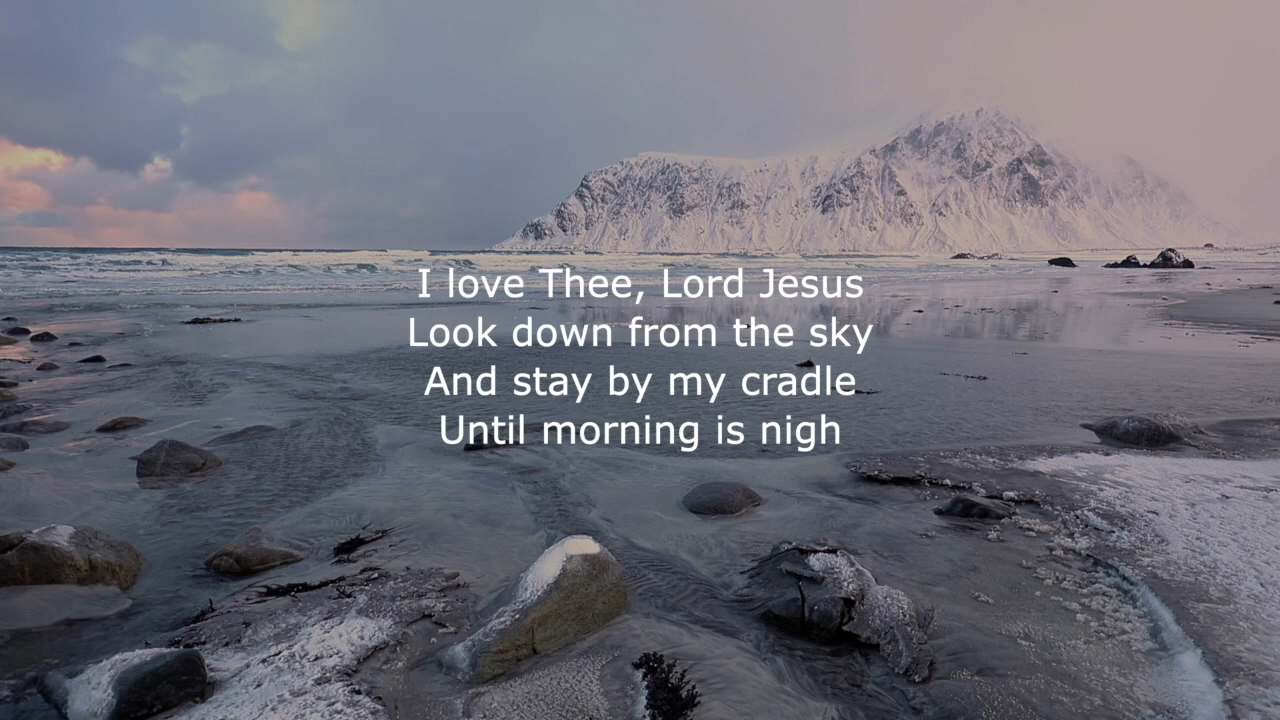 I love Thee, Lord Jesus
Look down from the sky
And stay by my cradle
Until morning is nigh